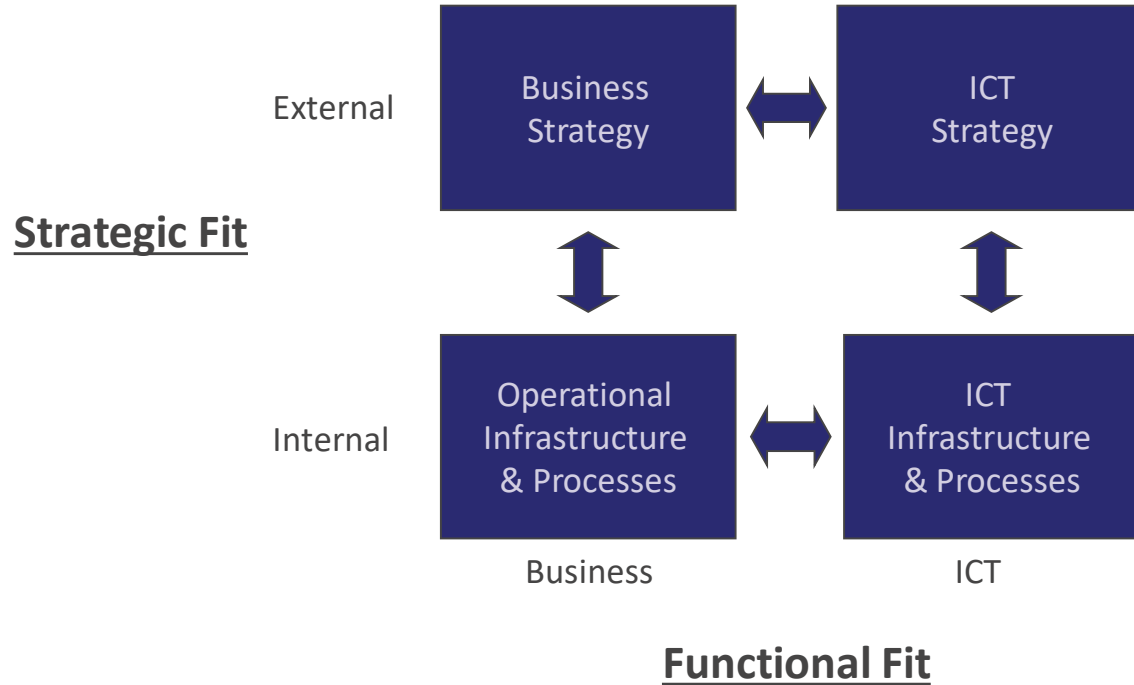 Business
Strategy
ICT
Strategy
External
Strategic Fit
Operational
Infrastructure
& Processes
ICT
Infrastructure
& Processes
Internal
Business
ICT
Functional Fit